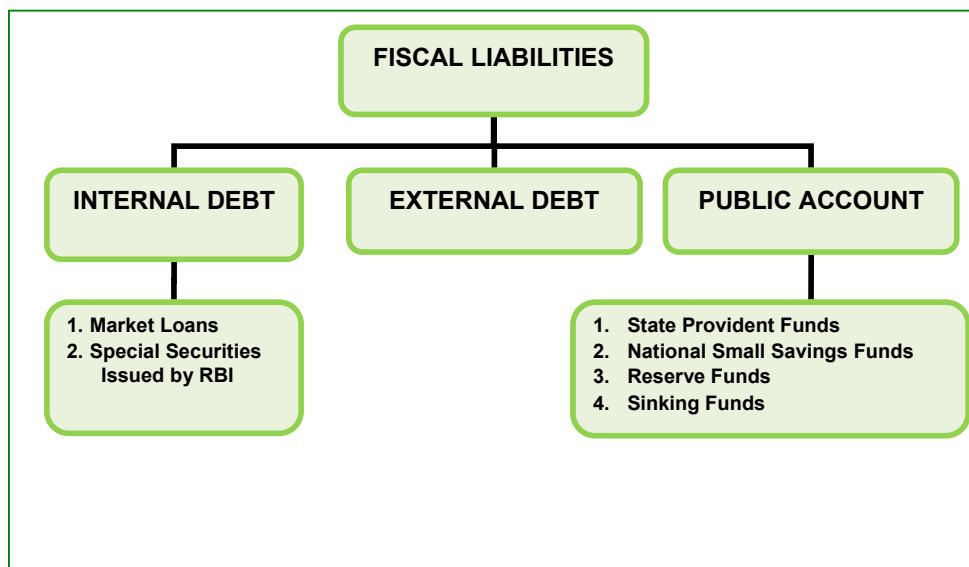 FISCAL LIABILITIES
INTERNAL DEBT
EXTERNAL DEBT
PUBLIC ACCOUNT
1. Market Loans
2. Special Securities
Issued by RBI
1. State Provident Funds
2. National Small Savings Funds
3. Reserve Funds
4. Sinking Funds